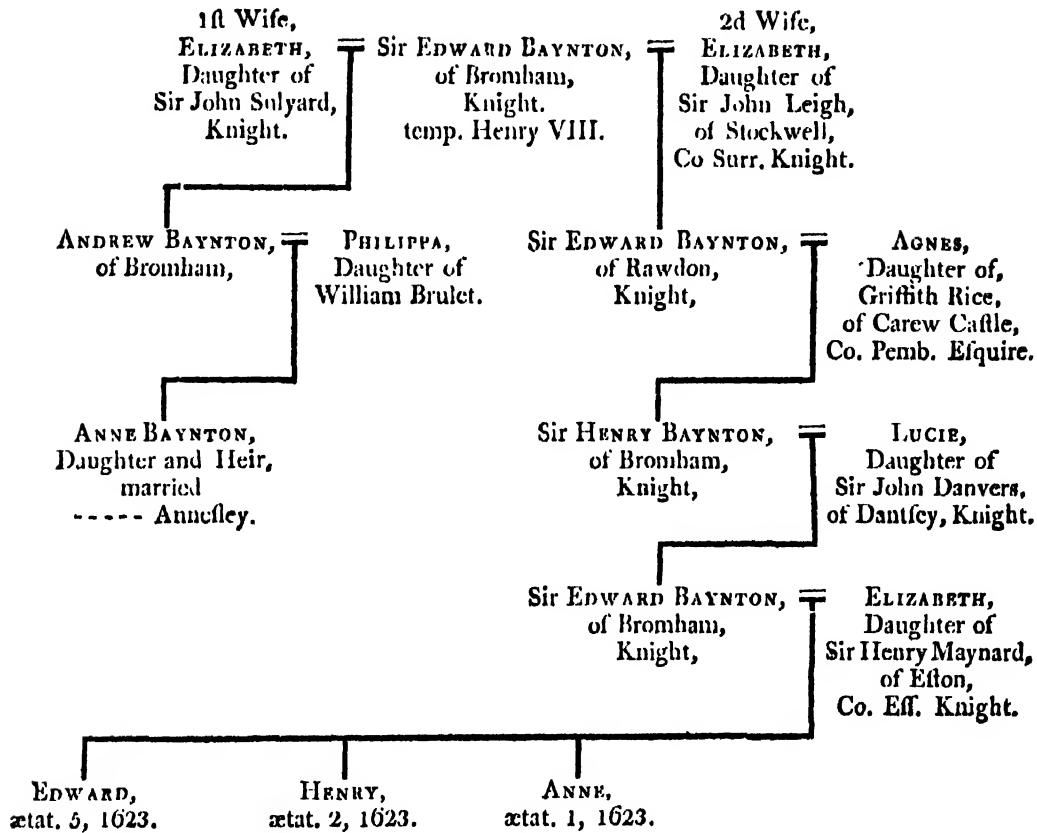 1ſt Wife,
ELIZABETH,
Daughter of
Sir John Sulyard,
Knight.
Sir EDWARD BAYNTON,
of Bromham,
Knight.
temp. Henry VIII.
2d Wife,
ELIZABETH,
Daughter of
Sir John Leigh,
of Stockwell,
Co Surr. Knight.
ANDREW BAYNTON,
of Bromham,
PHILIPPA,
Daughter of
William Brulet.
Sir EDWARD BAYNTON,
of Rawdon,
Knight,
AGNES,
Daughter of,
Griffith Rice,
of Carew Caſtle,
Co. Pemb. Eſquire.
ANNE BAYNTON,
Daughter and Heir,
married
----- Anneſley.
Sir HENRY BAYNTON,
of Bromham,
Knight,
LUCIE,
Daughter of
Sir John Danvers,
of Dantſey, Knight.
Sir EDWARD BAYNTON,
of Bromham,
Knight,
ELIZABETH,
Daughter of
Sir Henry Maynard,
of Eſton,
Co. Eſſ. Knight.
EDWARD,
ætat. 5, 1623.
HENRY,
ætat. 2, 1623.
ANNE,
ætat. 1, 1623.